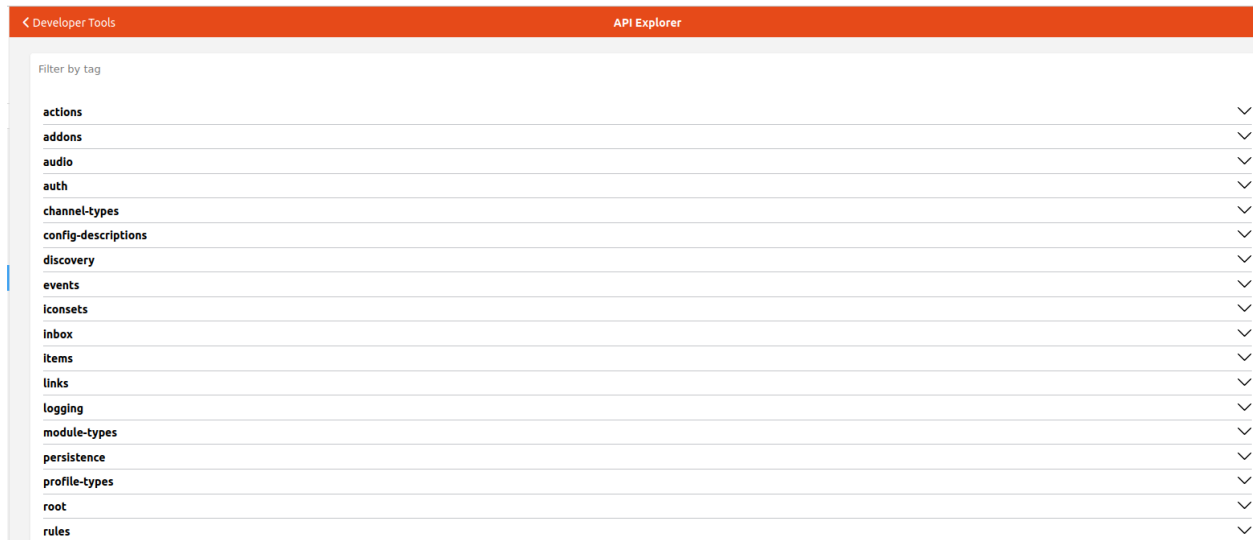 Developer Tools
API Explorer
Filter by tag
actions
addons
audio
auth
channel-types
config-descriptions
discovery
events
iconsets
inbox
items
links
logging
module-types
persistence
profile-types
root
rules